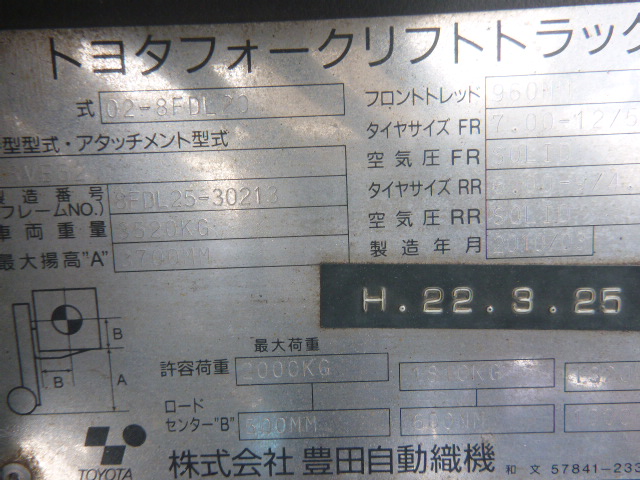 トヨタフォークリフトトラック
式 02-8FDL20 フロントトレッド 960MM
型型式・アタッチメント型式 タイヤサイズ FR 7.00-12/5
空気圧 FR SOLID
製造番号 タイヤサイズ RR
(フレームNO.) 8FDL25-30213 空気圧 RR SOLID
車両重量 3520KG 製造年月
最大揚高"A" 3700MM
H.22.3.25
B
B
A
最大荷重
許容荷重 2000KG
ロード
センター"B" 500MM 600MM
TOYOTA 株式会社 豊田自動織機 和文 57841-233